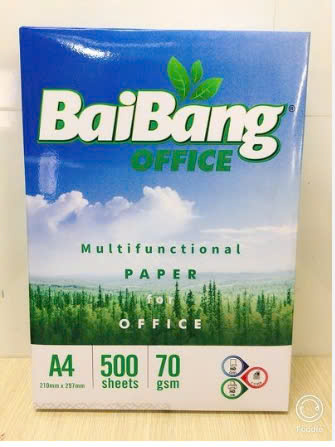 BaiBang®
OFFICE
Multifunctional
PAPER
for
OFFICE
A4 500 70
210mm x 297mm sheets gsm